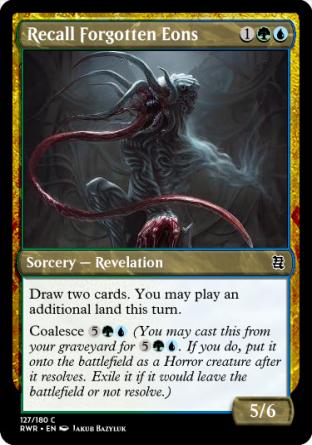 Recall Forgotten Eons 1
Sorcery — Revelation
Draw two cards. You may play an
additional land this turn.
Coalesce 5 (You may cast this from
your graveyard for 5. If you do, put it
onto the battlefield as a Horror creature after
it resolves. Exile it if it would leave the
battlefield or not resolve.)
5/6
127/180 C
RWR • EN Jakub Bazyluk